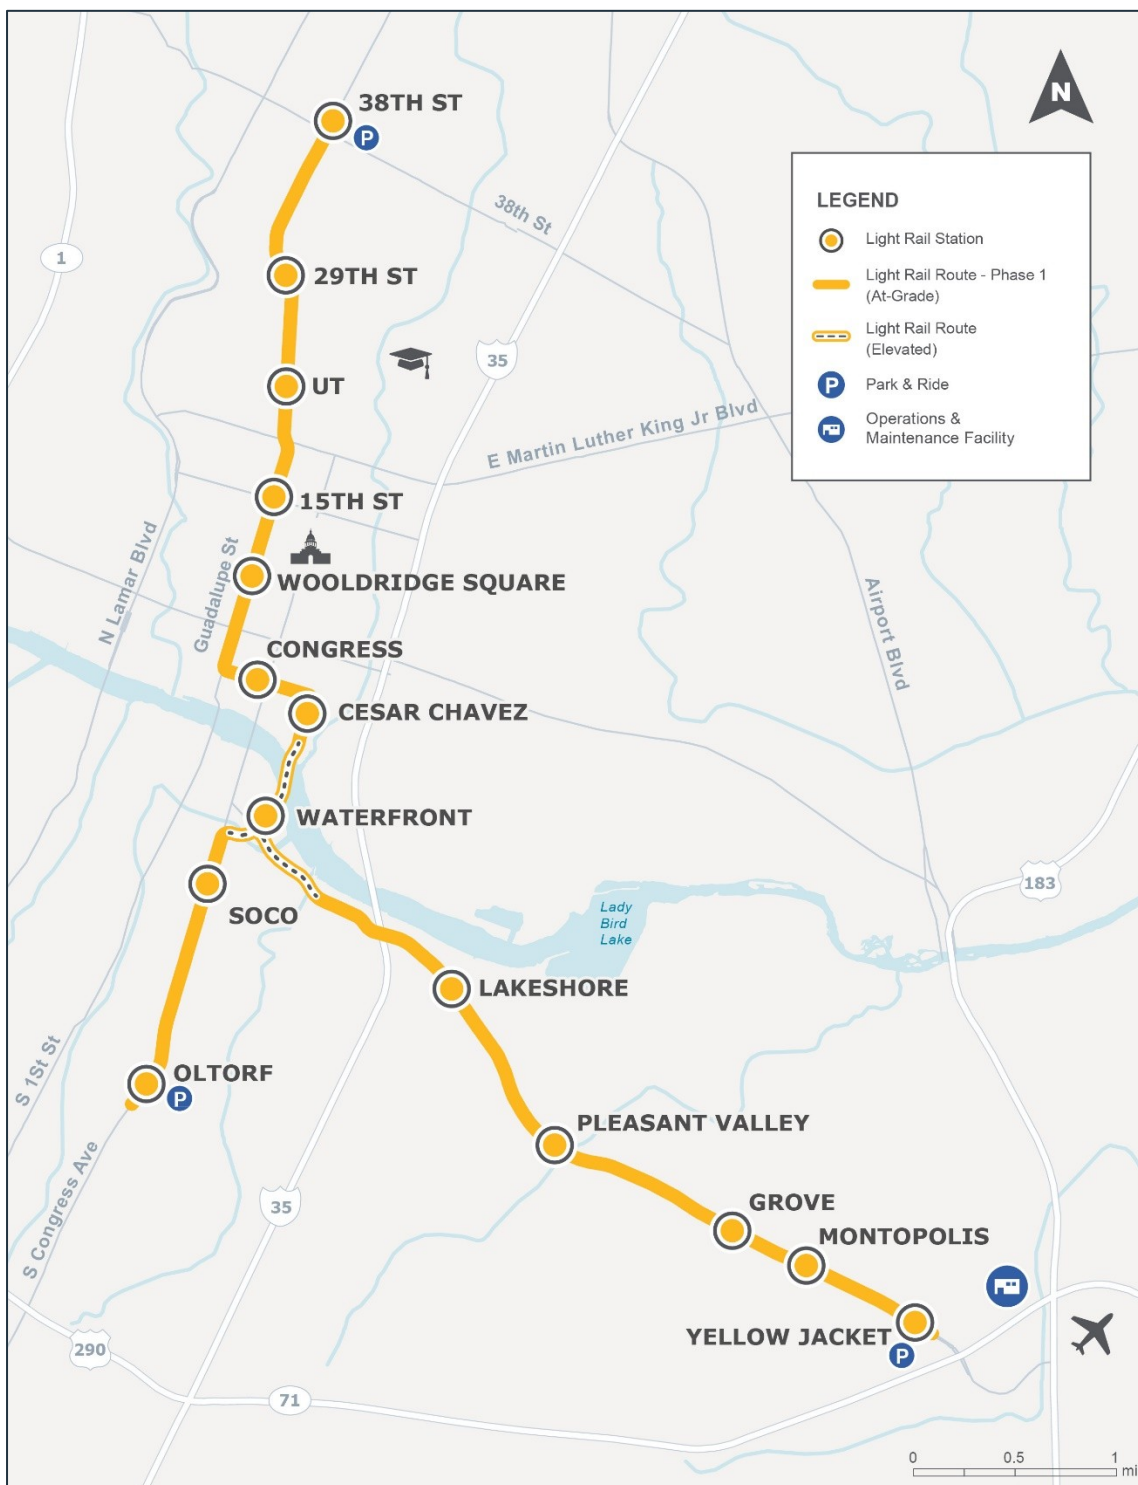 38TH ST
P
N
LEGEND
Light Rail Station
Light Rail Route - Phase 1
(At-Grade)
Light Rail Route
(Elevated)
P
Park & Ride
Operations &
Maintenance Facility
38th St
1
29TH ST
35
UT
E Martin Luther King Jr Blvd
15TH ST
N Lamar Blvd
Guadalupe St
WOOLDRIDGE SQUARE
Airport Blvd
CONGRESS
CESAR CHAVEZ
WATERFRONT
183
SOCO
Lady
Bird
Lake
LAKESHORE
S 1St St
OLTORF
P
PLEASANT VALLEY
S Congress Ave
35
GROVE
MONTOPOLIS
YELLOW JACKET
P
290
71
0 0.5 1
mi